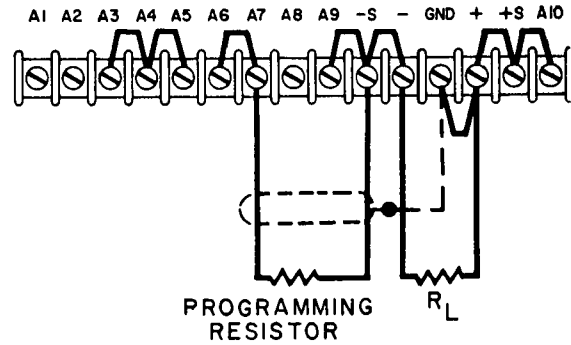 A1 A2 A3 A4 A5 A6 A7 A8 A9 -S - GND + +S A10
PROGRAMMING
RESISTOR
RL